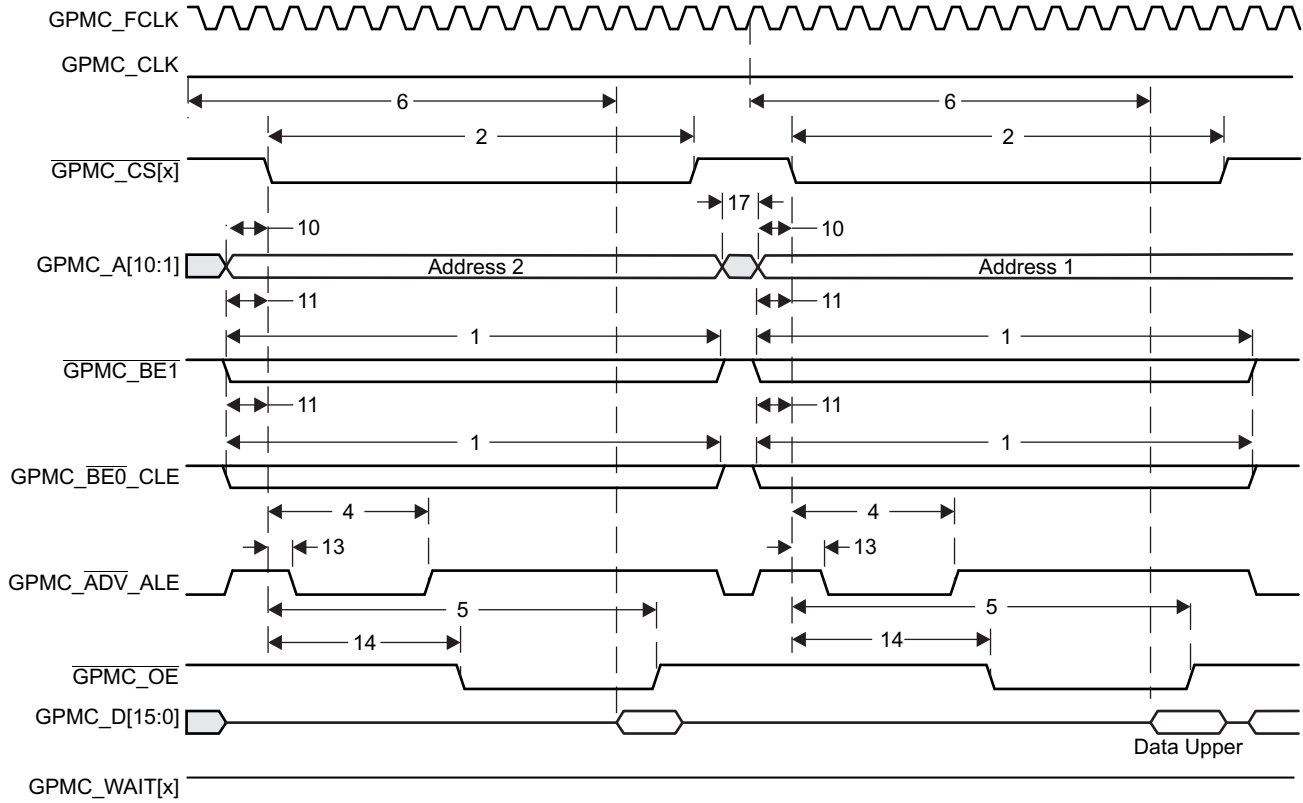 GPMC_FCLK
GPMC_CLK
6 6
2 2
GPMC_CS[x]
17
10 10
GPMC_A[10:1] Address 2 Address 1
11 11
1 1
GPMC_BE1
11 11
1 1
GPMC_BE0_CLE
4 4
13 13
GPMC_ADV_ALE
5 5
14 14
GPMC_OE
GPMC_D[15:0]
Data Upper
GPMC_WAIT[x]